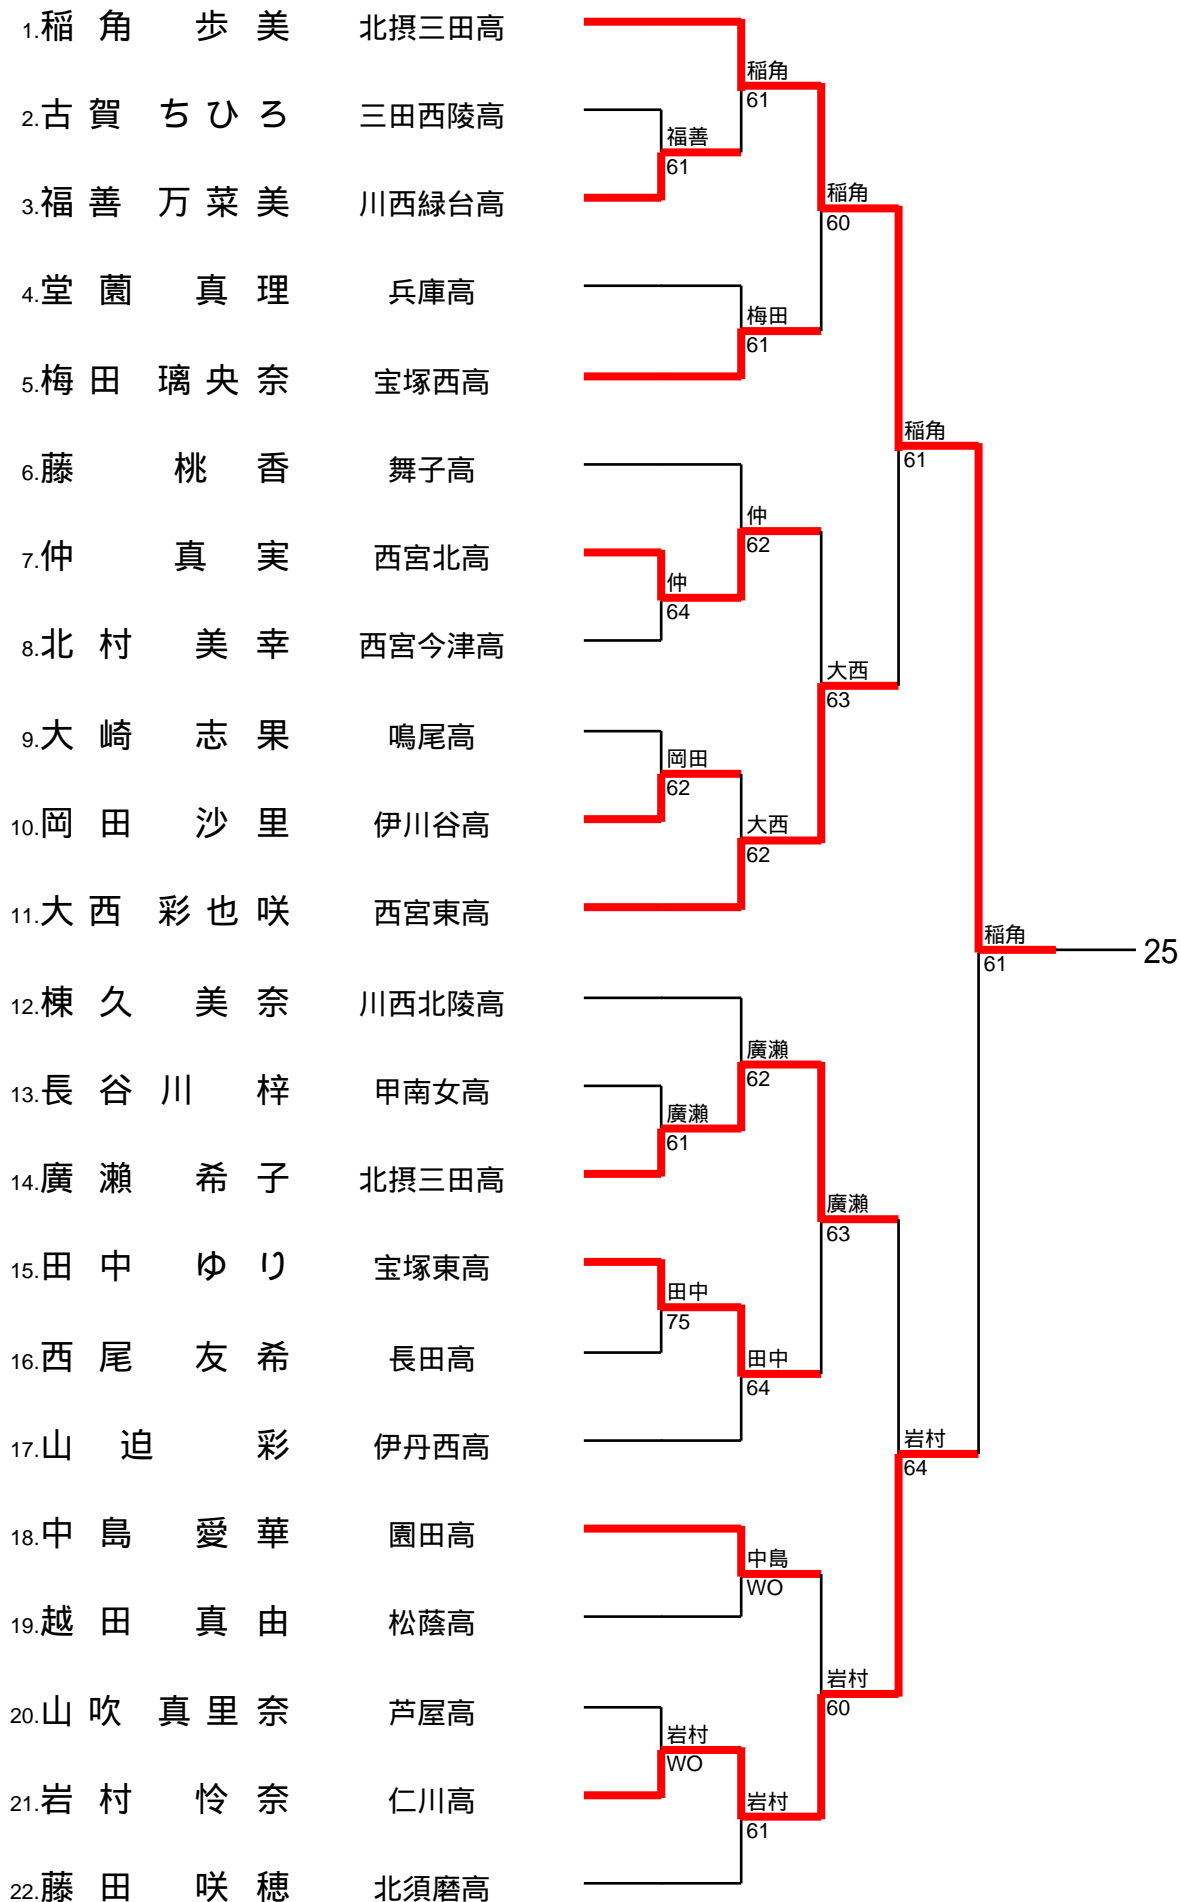 1.稲角 歩美 北摂三田高
2.古賀 ちひろ 三田西陵高
3.福善 万菜美 川西緑台高
4.堂薗 真理 兵庫高
5.梅田 璃央奈 宝塚西高
6.藤 桃香 舞子高
7.仲 真実 西宮北高
8.北村 美幸 西宮今津高
9.大崎 志果 鳴尾高
10.岡田 沙里 伊川谷高
11.大西 彩也咲 西宮東高
12.棟久 美奈 川西北陵高
13.長谷川 梓 甲南女高
14.廣瀬 希子 北摂三田高
15.田中 ゆり 宝塚東高
16.西尾 友希 長田高
17.山迫 彩 伊丹西高
18.中島 愛華 園田高
19.越田 真由 松蔭高
20.山吹 真里奈 芦屋高
21.岩村 怜奈 仁川高
22.藤田 咲穂 北須磨高
福善
61
仲
64
岡田
62
廣瀬
61
田中
75
岩村
WO
稲角
61
梅田
61
仲
62
大西
62
廣瀬
62
田中
64
中島
WO
岩村
61
稲角
60
大西
63
廣瀬
63
岩村
60
稲角
61
岩村
64
稲角
61
25